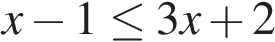 x − 1 ≤ 3x + 2